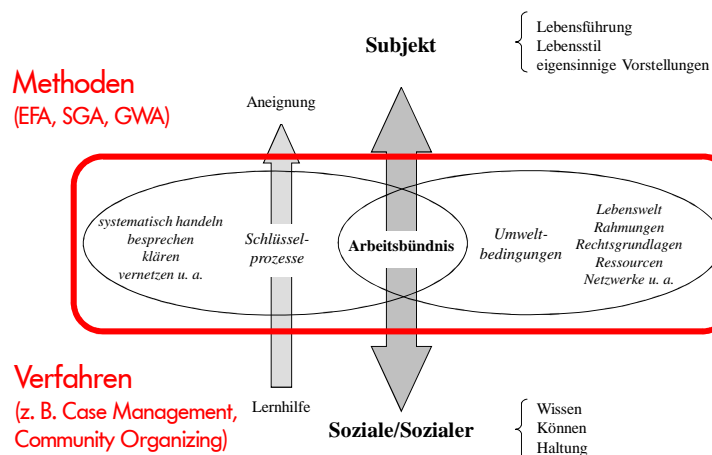 Subjekt
Lebensführung
Lebensstil
eigensinnige Vorstellungen
Methoden
(EFA, SGA, GWA)
Aneignung
systematisch handeln
besprechen
klären
vernetzen u. a.
Schlüssel-
prozesse
Arbeitsbündnis
Umwelt-
bedingungen
Lebenswelt
Rahmungen
Rechtsgrundlagen
Ressourcen
Netzwerke u. a.
Verfahren
(z. B. Case Management,
Community Organizing)
Lernhilfe
Soziale/Sozialer
Wissen
Können
Haltung